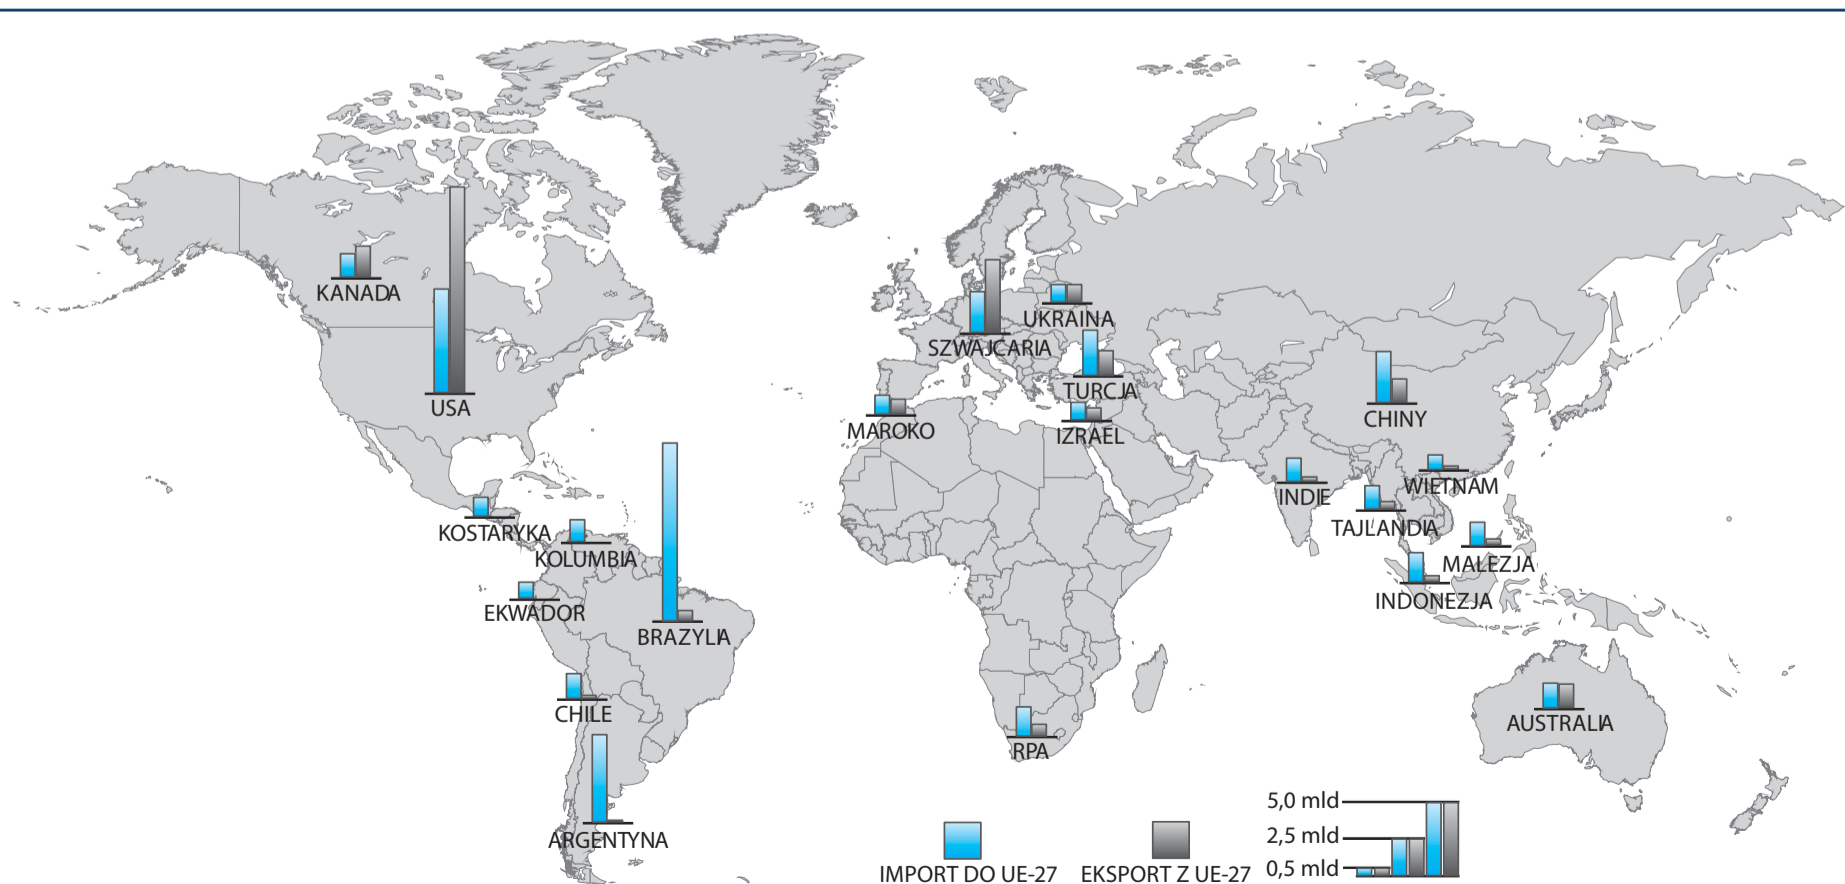 KANADA
USA
UKRAINA
SZWAJCARIA
TURCJA
MAROKO
IZRAEL
CHINY
INDIE
WIETNAM
TAJLANDIA
MALEZJA
INDONEZJA
KOSTARYKA
KOLUMBIA
EKWADOR
BRAZYLIA
CHILE
ARGENTYNA
RPA
AUSTRALIA
IMPORT DO UE-27
EKSPORT Z UE-27
5,0 mld
2,5 mld
0,5 mld